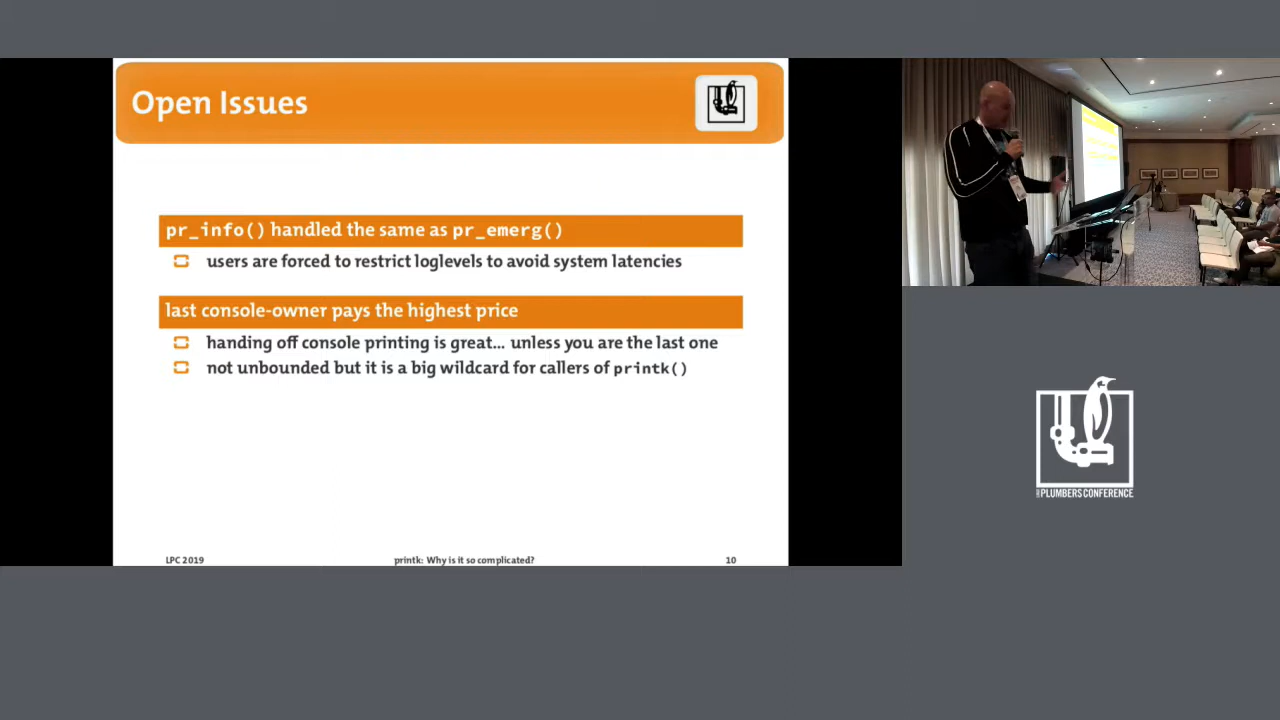 Open Issues
pr_info() handled the same as pr_emerg()
users are forced to restrict loglevels to avoid system latencies
last console-owner pays the highest price
handing off console printing is great... unless you are the last one
not unbounded but it is a big wildcard for callers of printk()
LPC 2019
printk: Why is it so complicated?
10
PLUMBERS CONFERENCE